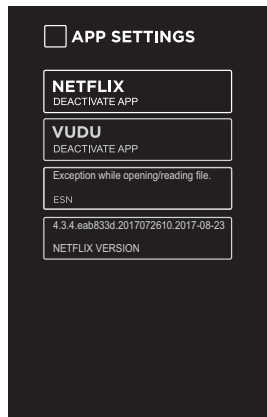 APP SETTINGS
NETFLIX
DEACTIVATE APP
VUDU
DEACTIVATE APP
Exception while opening/reading file.
ESN
4.3.4.eab833d.2017072610.2017-08-23
NETFLIX VERSION